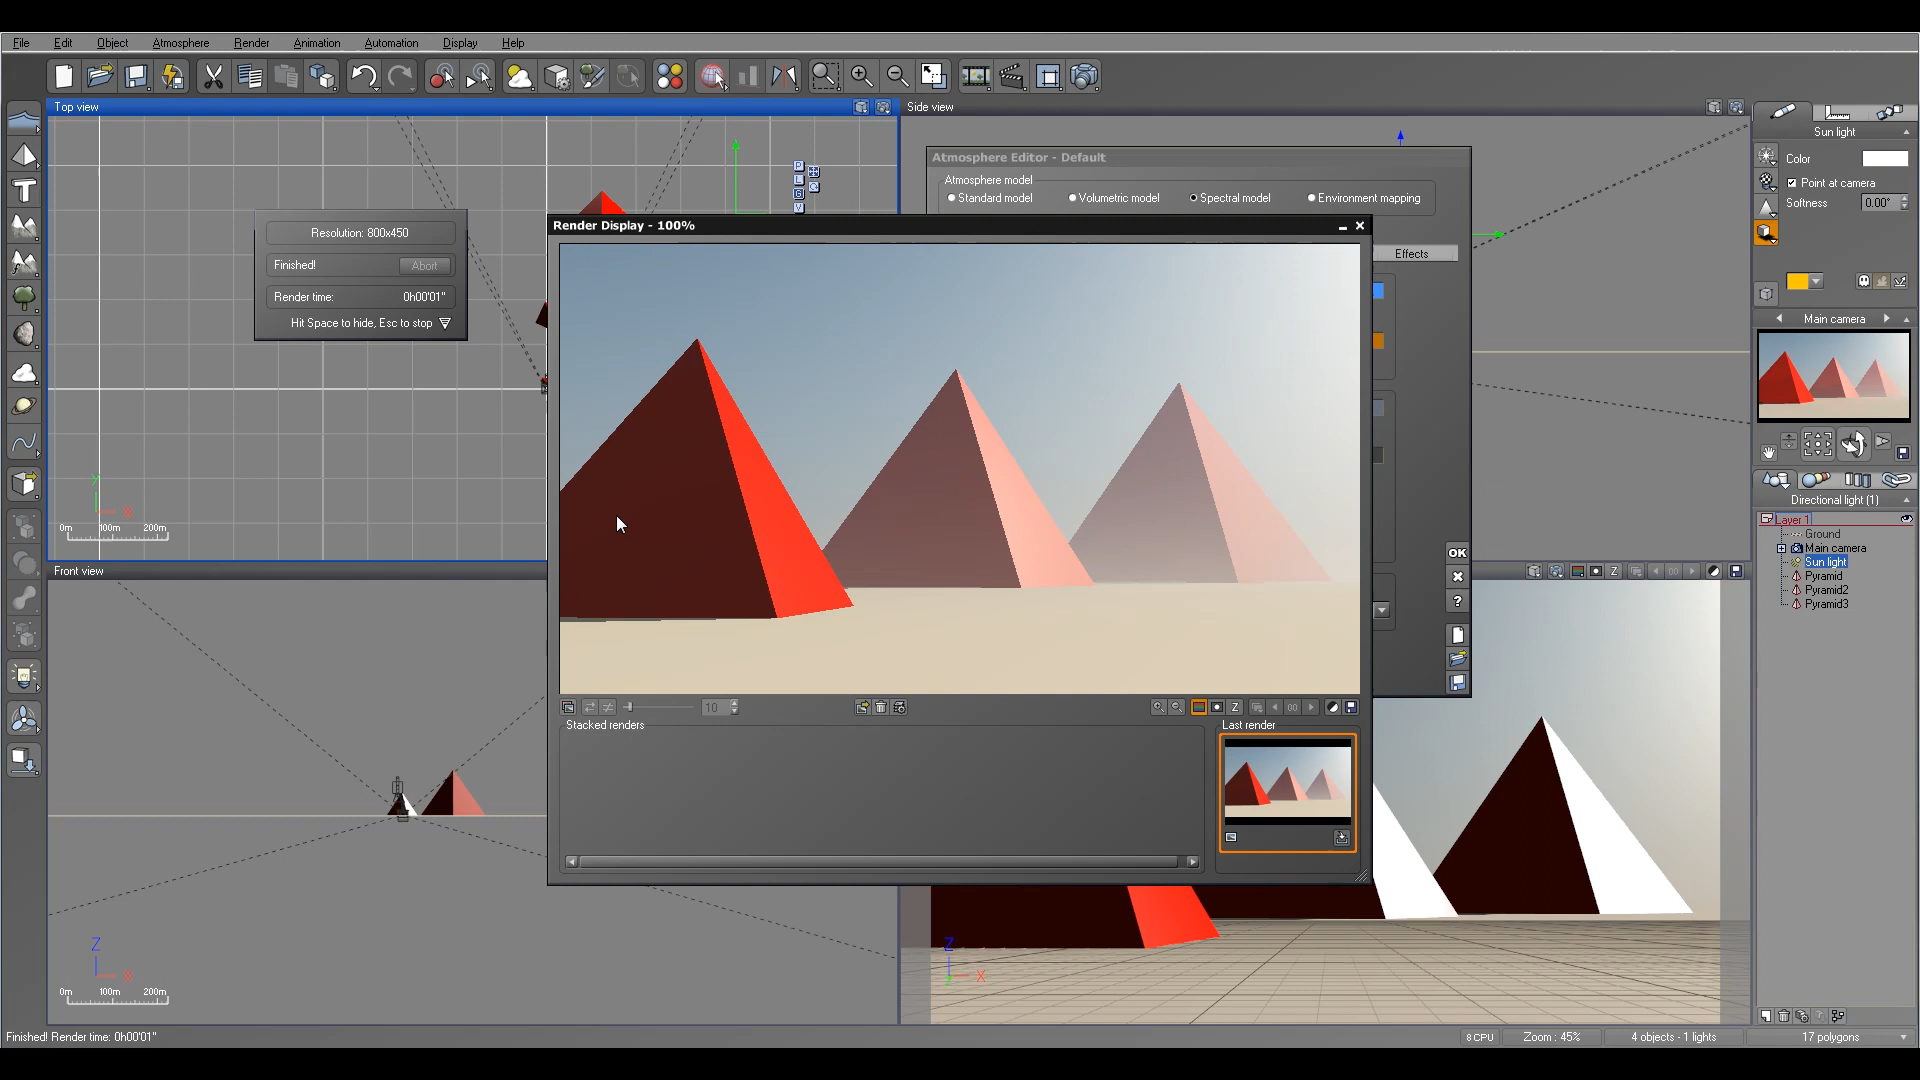 File Edit Object Atmosphere Render Animation Automation Display Help
Top view
Side view
Sun light
Color
Point at camera
Softness 0.00°
Atmosphere Editor - Default
Atmosphere model
Standard model Volumetric model Spectral model Environment mapping
Effects
Resolution: 800x450
Finished! Abort
Render time: 0h00'01"
Hit Space to hide, Esc to stop
Render Display - 100%
Main camera
Directional light (1)
Layer 1
Ground
Main camera
Sun light
Pyramid
Pyramid2
Pyramid3
OK
?
Y
X
0m 100m 200m
Front view
10
Z
Stacked renders
Last render
Z
Z
X
0m 100m 200m
Z
X
Finished! Render time: 0h00'01"
8 CPU
Zoom : 45%
4 objects - 1 lights
17 polygons